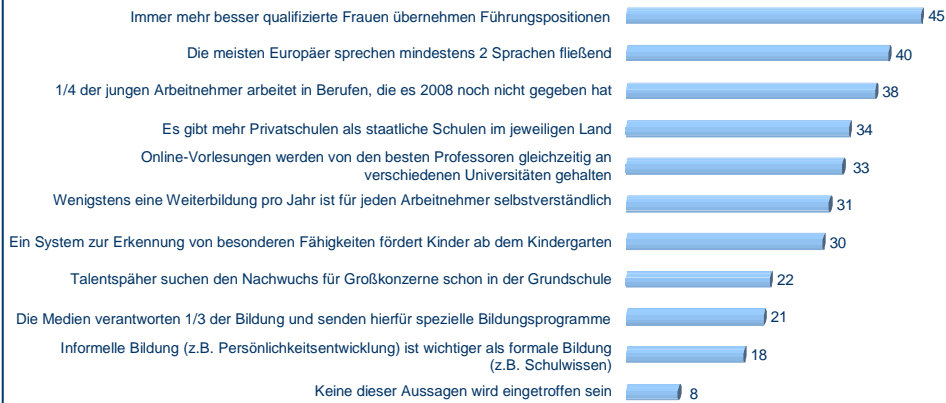 Immer mehr besser qualifizierte Frauen übernehmen Führungspositionen 45
Die meisten Europäer sprechen mindestens 2 Sprachen fließend 40
1/4 der jungen Arbeitnehmer arbeitet in Berufen, die es 2008 noch nicht gegeben hat 38
Es gibt mehr Privatschulen als staatliche Schulen im jeweiligen Land 34
Online-Vorlesungen werden von den besten Professoren gleichzeitig an
verschiedenen Universitäten gehalten 33
Wenigstens eine Weiterbildung pro Jahr ist für jeden Arbeitnehmer selbstverständlich 31
Ein System zur Erkennung von besonderen Fähigkeiten fördert Kinder ab dem Kindergarten 30
Talentspäher suchen den Nachwuchs für Großkonzerne schon in der Grundschule 22
Die Medien verantworten 1/3 der Bildung und senden hierfür spezielle Bildungsprogramme 21
Informelle Bildung (z.B. Persönlichkeitsentwicklung) ist wichtiger als formale Bildung
(z.B. Schulwissen) 18
Keine dieser Aussagen wird eingetroffen sein 8